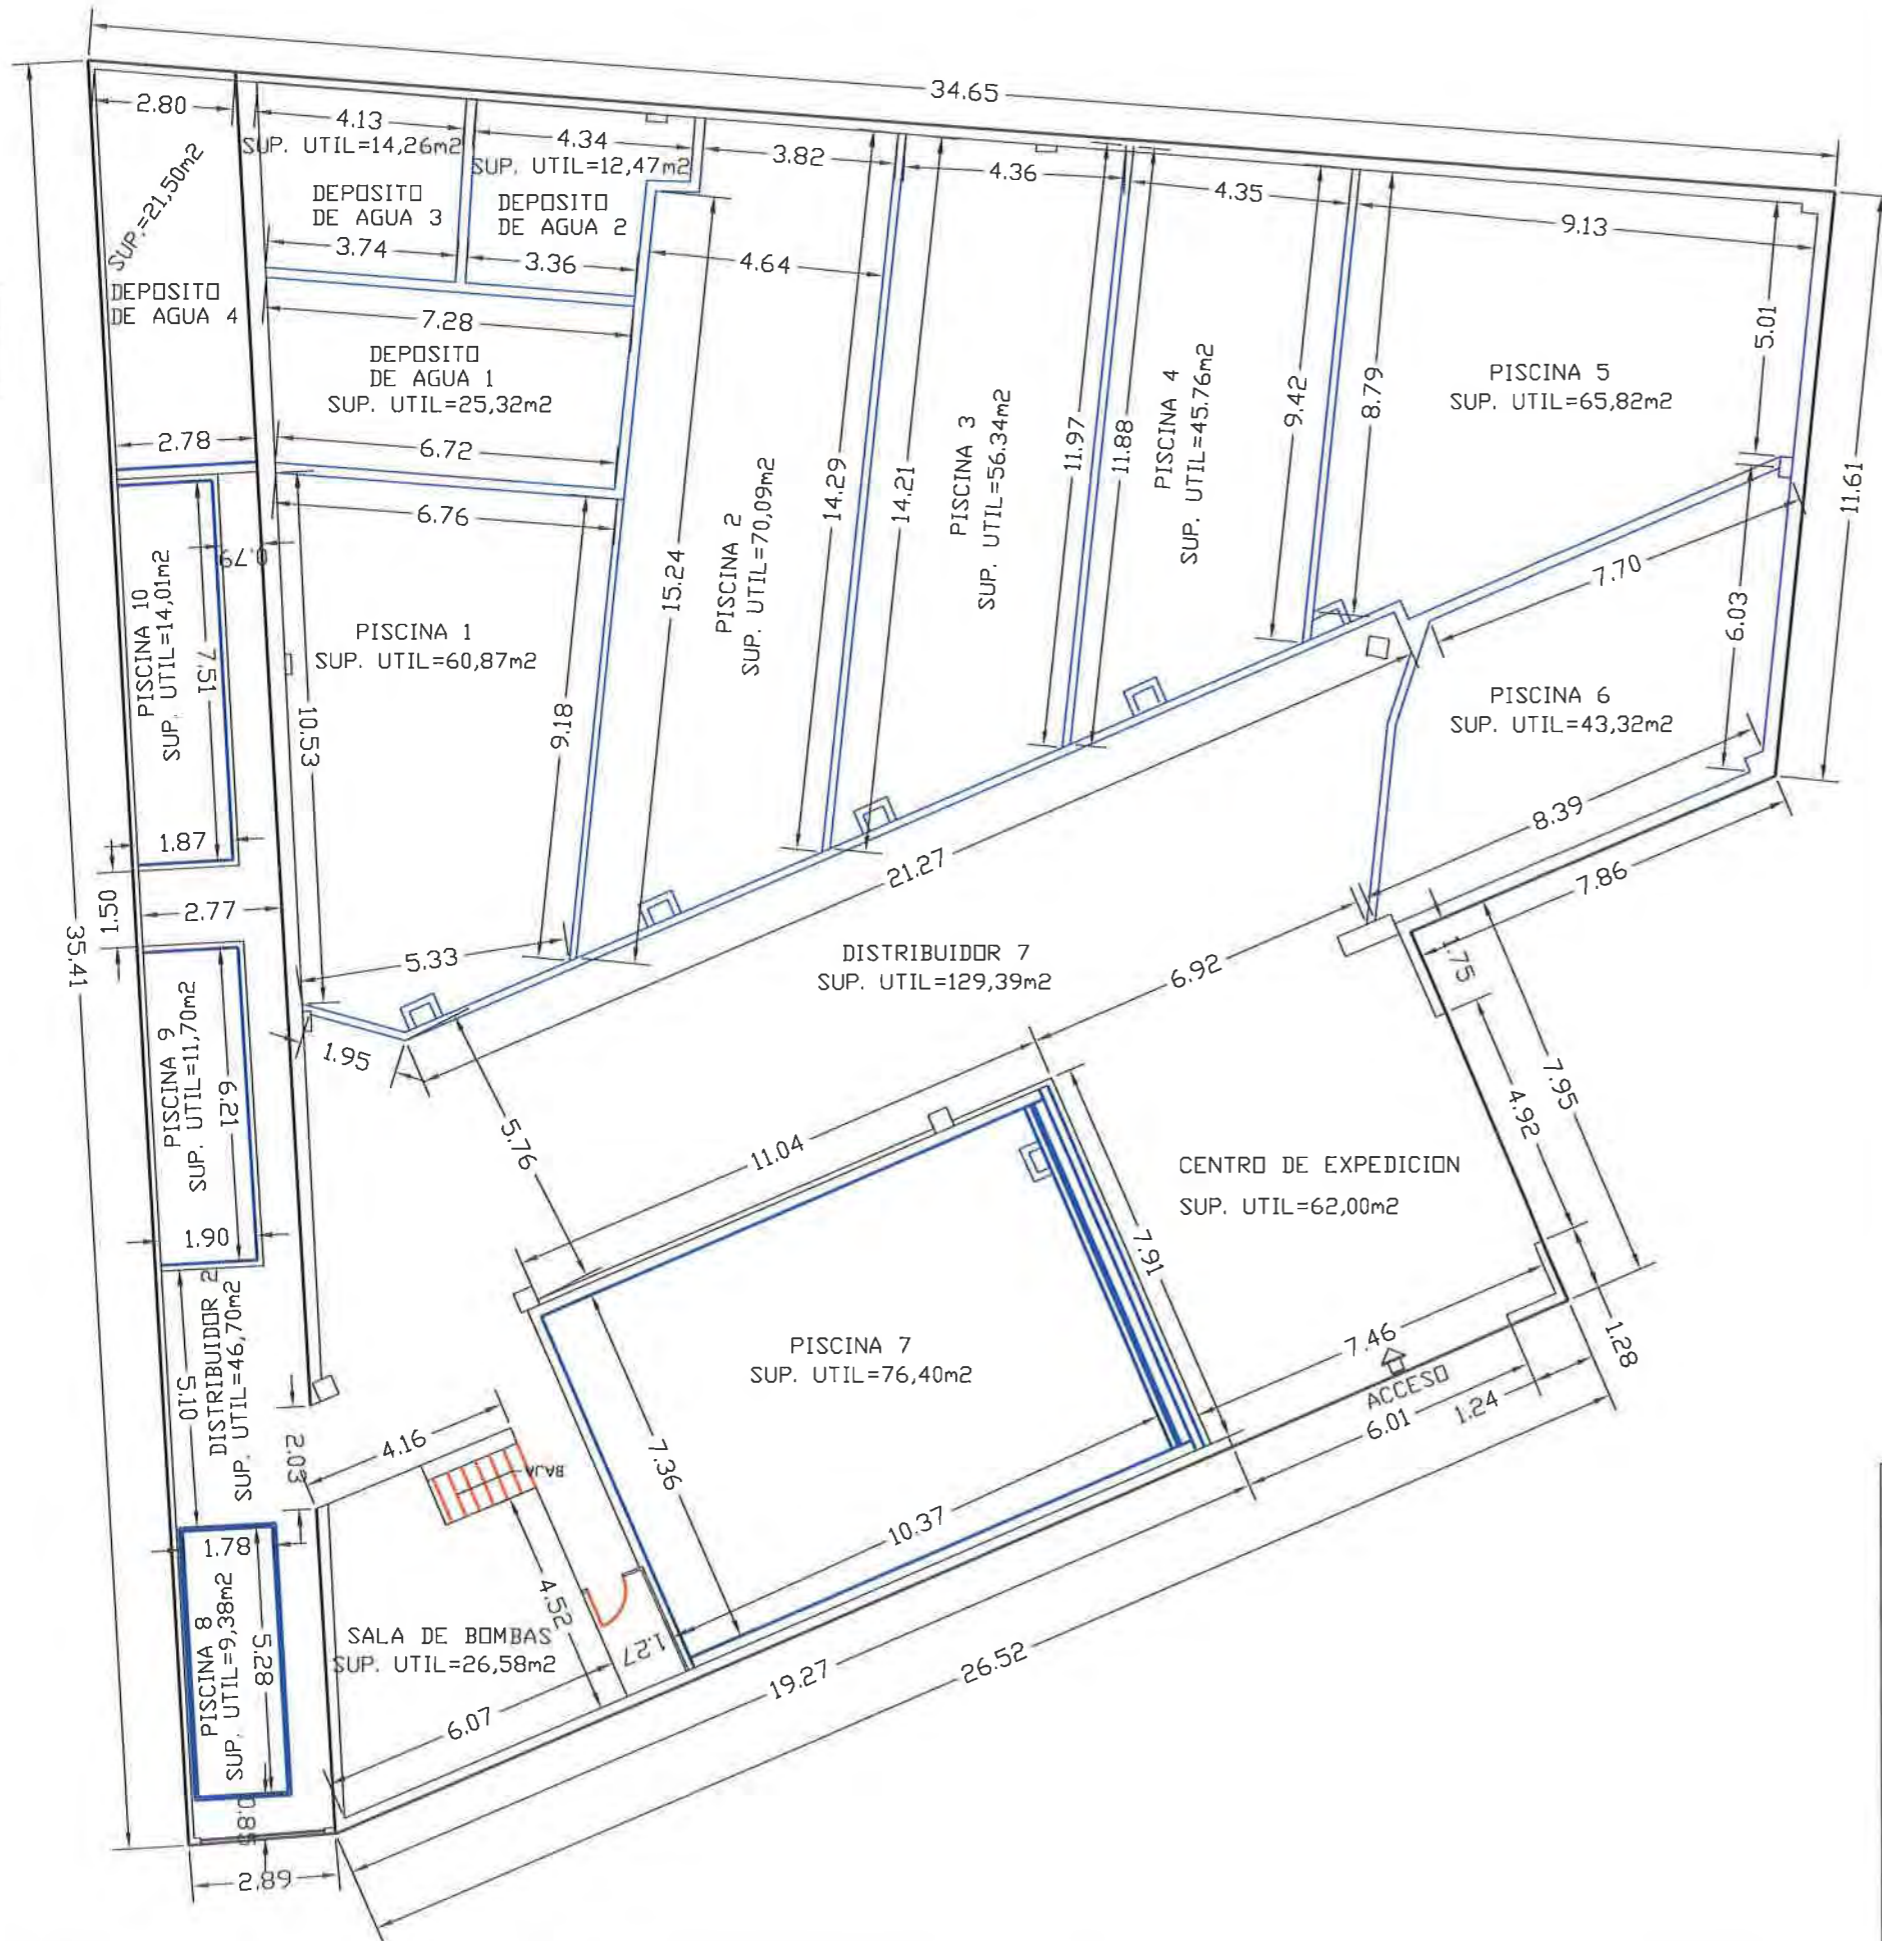 34.65
2.80
4.13
SUP. UTIL=14,26m2
4.34
SUP. UTIL=12,47m2
3.82
4.36
4.35
9.13
SUP.=21,50m2
DEPOSITO
DE AGUA 4
DEPOSITO
DE AGUA 3
DEPOSITO
DE AGUA 2
3.74
3.36
4.64
7.28
DEPOSITO
DE AGUA 1
SUP. UTIL=25,32m2
2.78
6.72
6.76
5.01
11.61
PISCINA 5
SUP. UTIL=65,82m2
8.79
9.42
PISCINA 4
SUP. UTIL=45.76m2
11.88
11.97
PISCINA 3
SUP. UTIL=56.34m2
14.21
14.29
PISCINA 2
SUP. UTIL=70,09m2
15.24
PISCINA 1
SUP. UTIL=60,87m2
9.18
10.53
0.79
PISCINA 10
SUP. UTIL=14,01m2
7.51
1.87
7.70
6.03
PISCINA 6
SUP. UTIL=43,32m2
8.39
7.86
21.27
1.50
2.77
35.41
5.33
1.95
DISTRIBUIDOR 7
SUP. UTIL=129,39m2
6.92
1.75
4.92
7.95
PISCINA 9
SUP. UTIL=11,70m2
6.21
1.90
5.76
11.04
7.91
CENTRO DE EXPEDICION
SUP. UTIL=62,00m2
DISTRIBUIDOR 2
SUP. UTIL=46,70m2
5.10
2.03
PISCINA 7
SUP. UTIL=76,40m2
7.36
10.37
7.46
ACCESO
6.01
1.24
1.28
4.16
BAJA
4.52
1.27
SALA DE BOMBAS
SUP. UTIL=26,58m2
6.07
1.78
PISCINA 8
SUP. UTIL=9,38m2
5.28
0.85
2.89
19.27
26.52